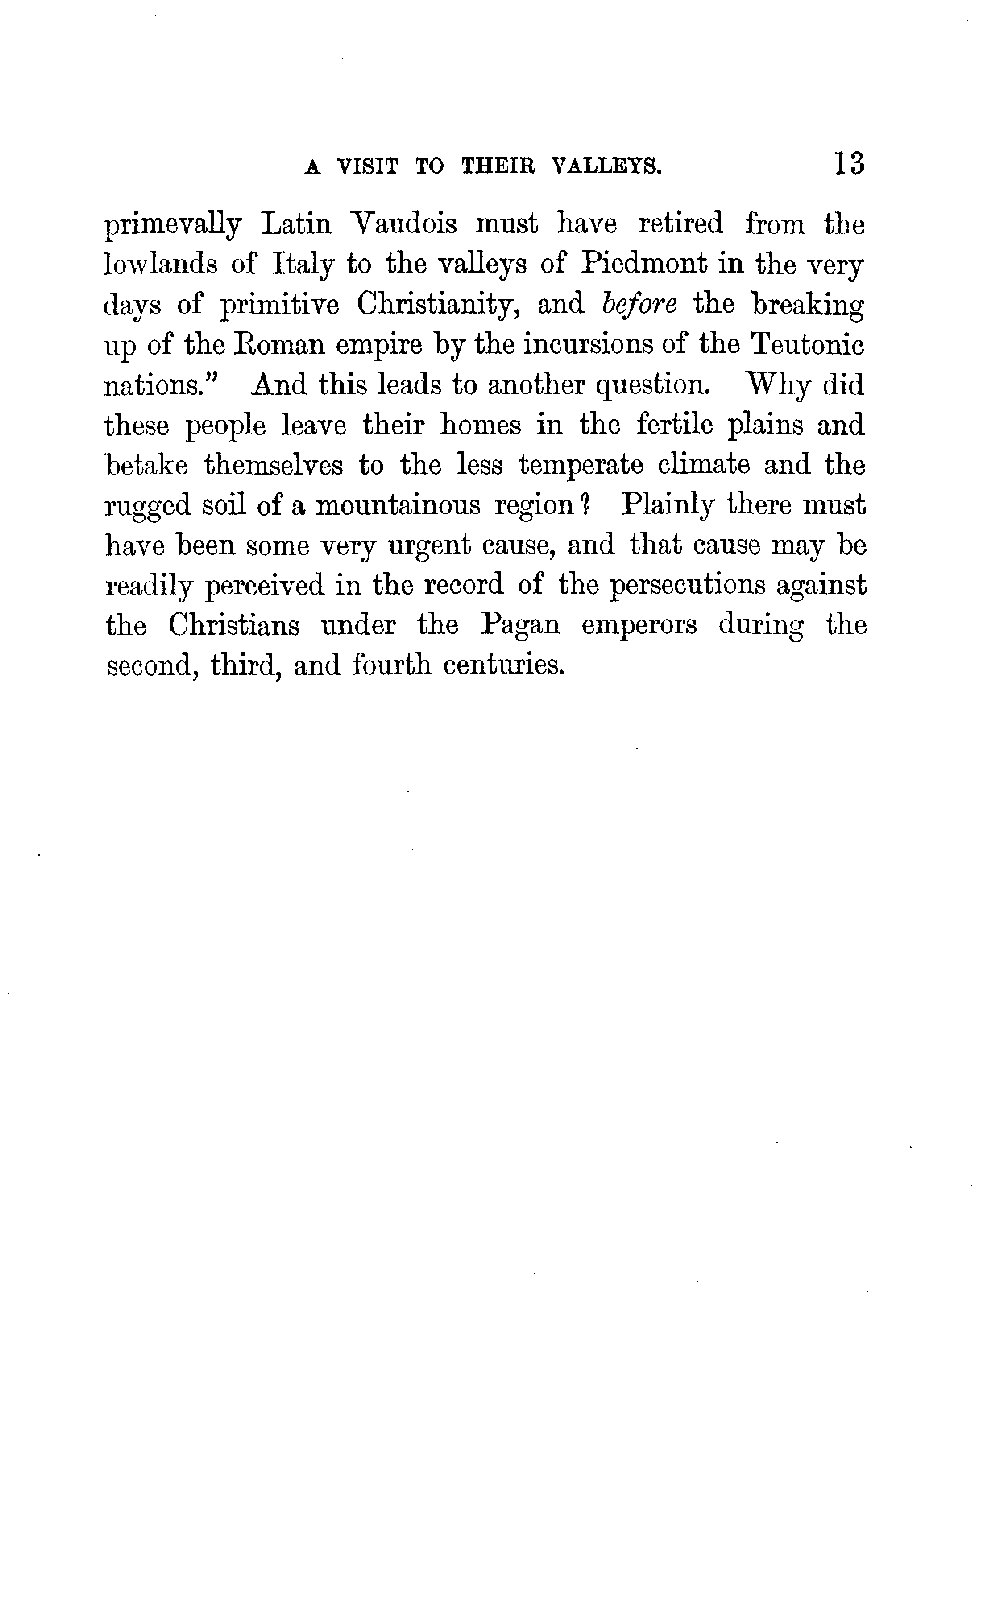 A VISIT TO THEIR VALLEYS. 13
primevally Latin Vaudois must have retired from the
lowlands of Italy to the valleys of Piedmont in the very
days of primitive Christianity, and before the breaking
up of the Roman empire by the incursions of the Teutonic
nations." And this leads to another question. Why did
these people leave their homes in the fertile plains and
betake themselves to the less temperate climate and the
rugged soil of a mountainous region? Plainly there must
have been some very urgent cause, and that cause may be
readily perceived in the record of the persecutions against
the Christians under the Pagan emperors during the
second, third, and fourth centuries.